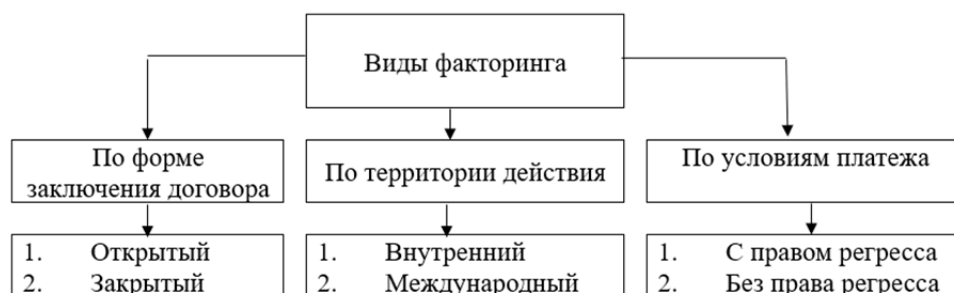 Виды факторинга
По форме
заключения договора
По территории действия
По условиям платежа
1. Открытый
2. Закрытый
1. Внутренний
2. Международный
1. С правом регресса
2. Без права регресса